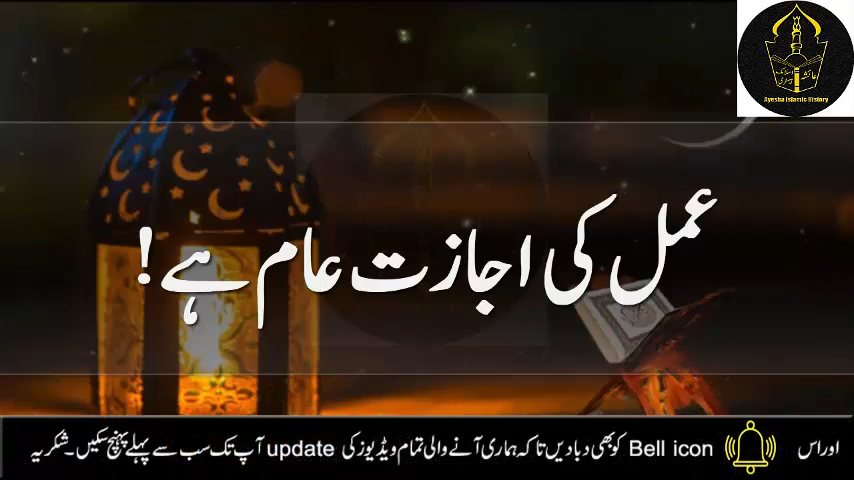 Ayesha Islamic History
عمل کی اجازت عام ہے!
اور اس Bell icon کو بھی دبا دیں تاکہ ہماری آنے والی تمام ویڈیوز کی update آپ تک سب سے پہلے پہنچ سکیں۔ شکریہ